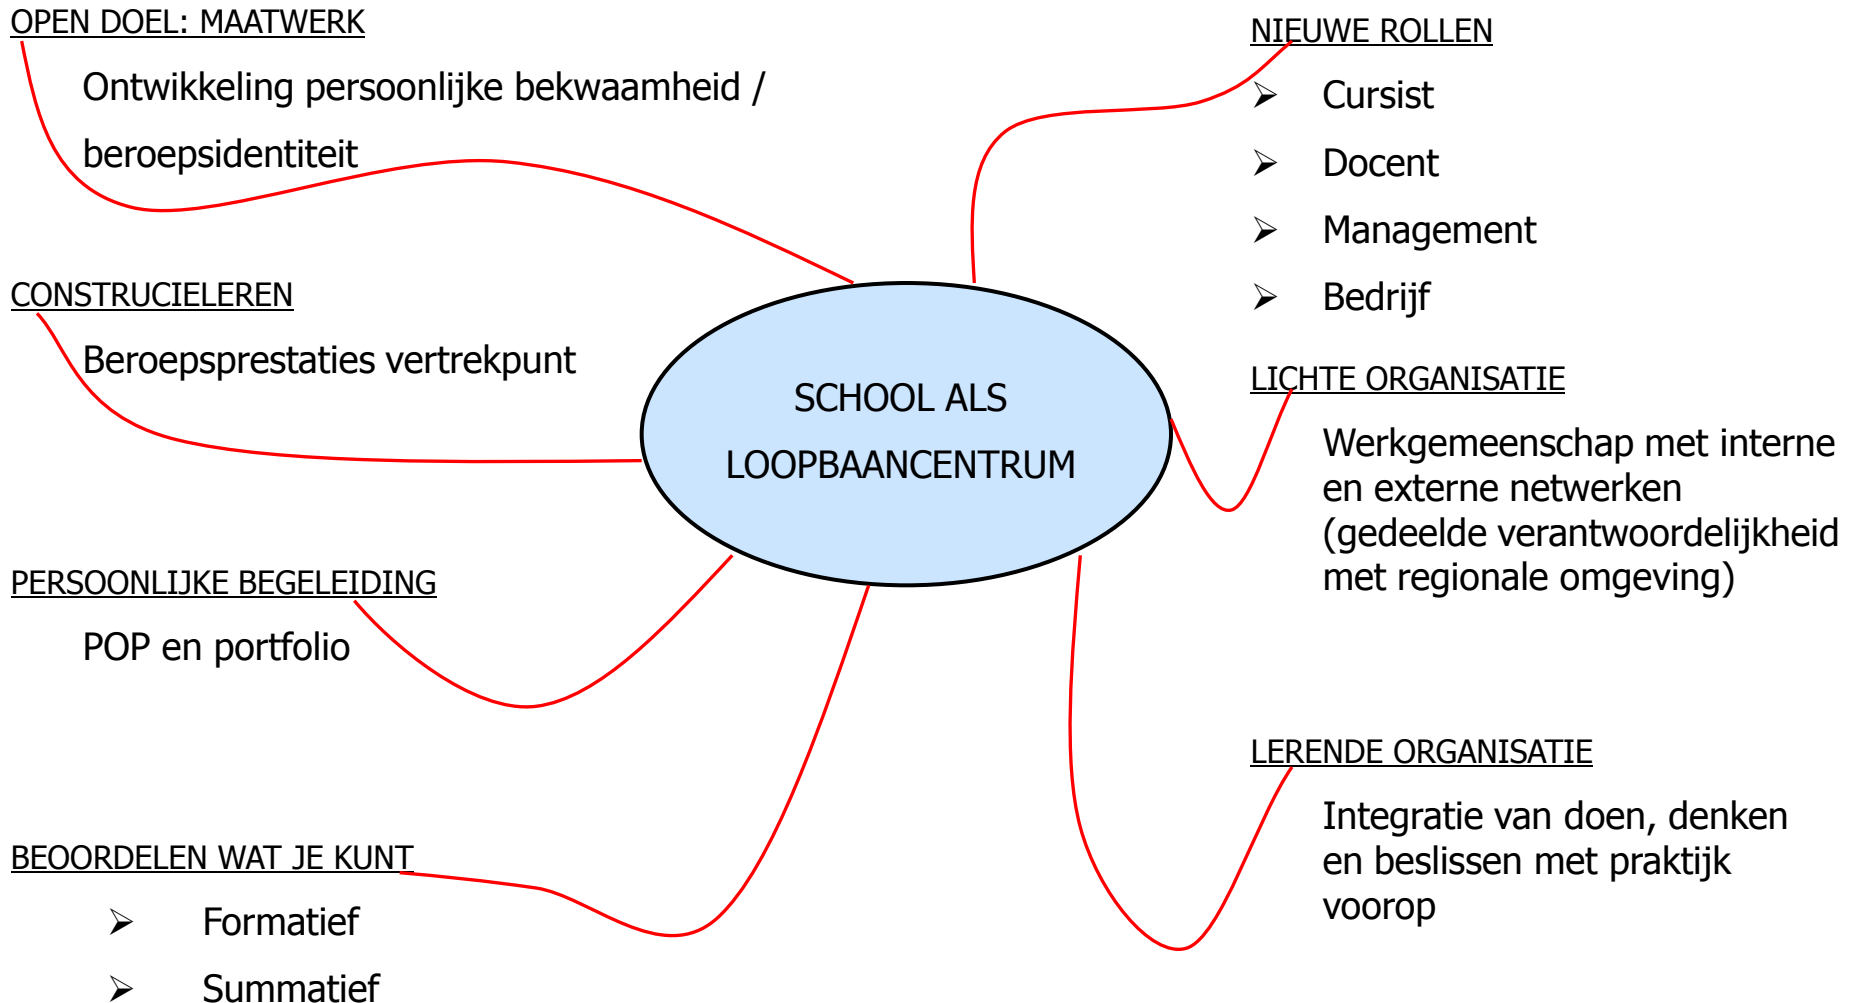 OPEN DOEL: MAATWERK
Ontwikkeling persoonlijke bekwaamheid /
beroepsidentiteit
CONSTRUCIELEREN
Beroepsprestaties vertrekpunt
PERSOONLIJKE BEGELEIDING
POP en portfolio
BEOORDELEN WAT JE KUNT
➢ Formatief
➢ Summatief
SCHOOL ALS
LOOPBAANCENTRUM
NIEUWE ROLLEN
➢ Cursist
➢ Docent
➢ Management
➢ Bedrijf
LICHTE ORGANISATIE
Werkgemeenschap met interne
en externe netwerken
(gedeelde verantwoordelijkheid
met regionale omgeving)
LERENDE ORGANISATIE
Integratie van doen, denken
en beslissen met praktijk
voorop